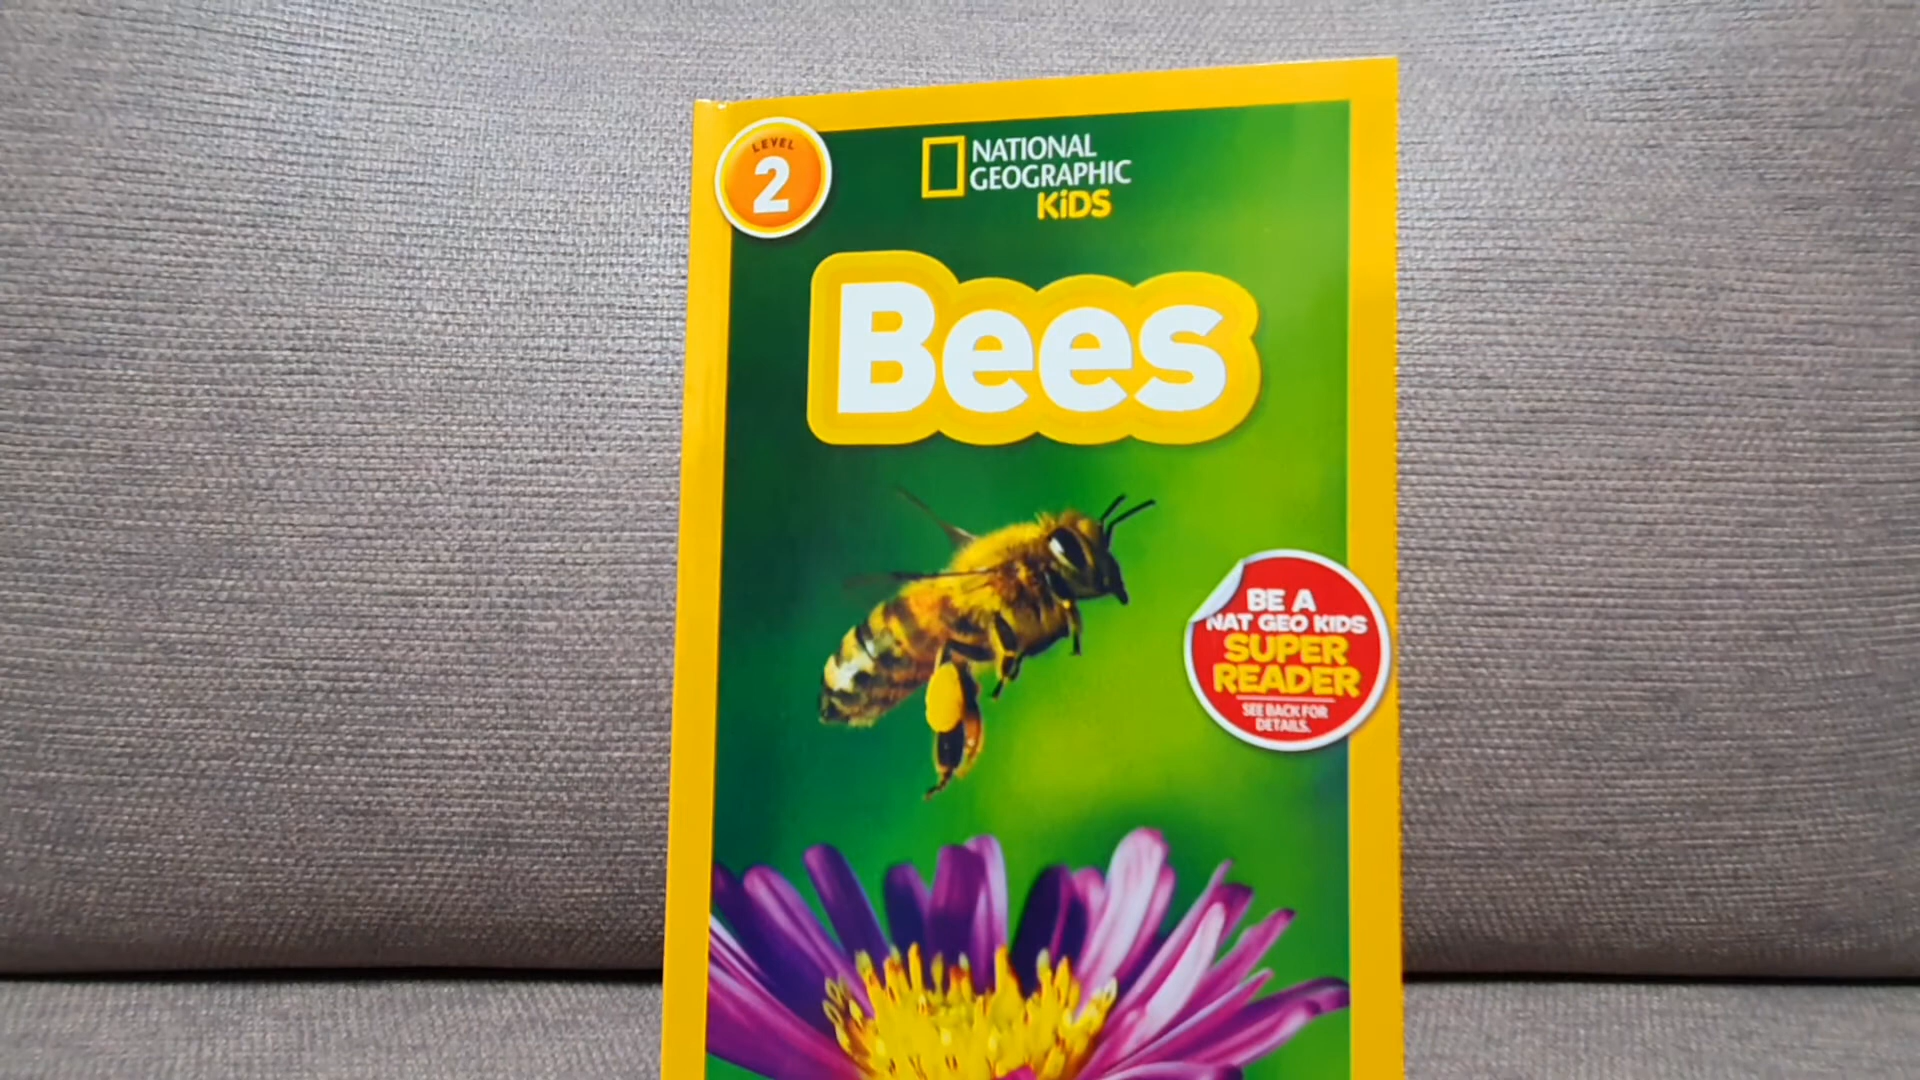 LEVEL
2
NATIONAL
GEOGRAPHIC
KiDS
Bees
BE A
NAT GEO KIDS
SUPER
READER
SEE BACK FOR
DETAILS.